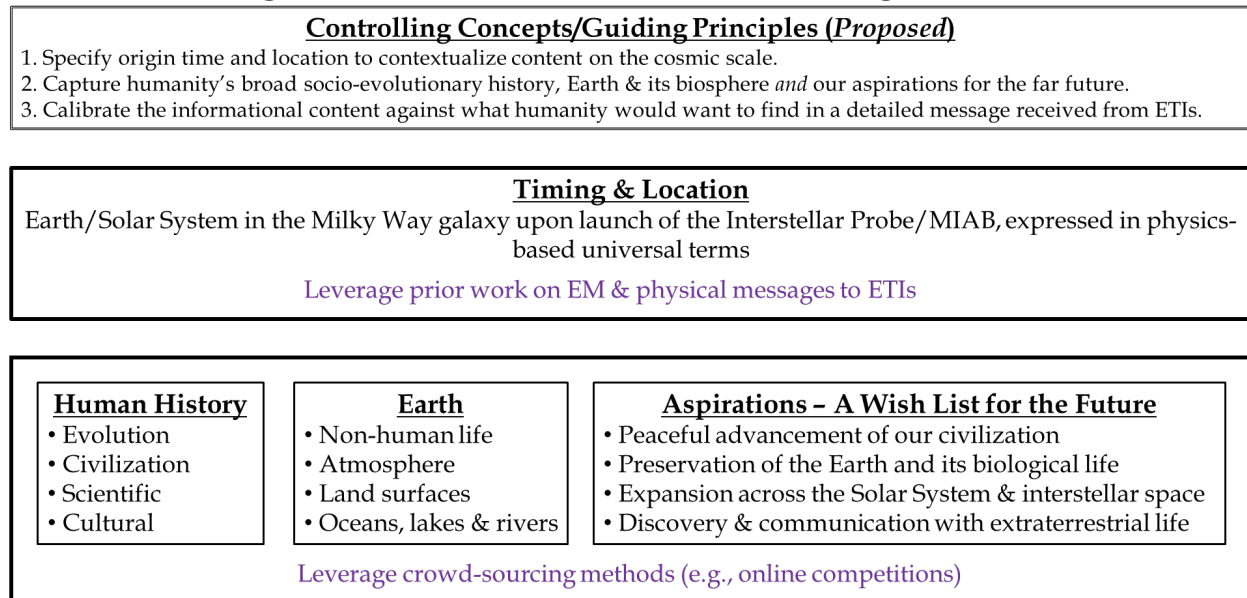 Controlling Concepts/Guiding Principles (Proposed)
1. Specify origin time and location to contextualize content on the cosmic scale.
2. Capture humanity's broad socio-evolutionary history, Earth & its biosphere and our aspirations for the far future.
3. Calibrate the informational content against what humanity would want to find in a detailed message received from ETIs.
Timing & Location
Earth/Solar System in the Milky Way galaxy upon launch of the Interstellar Probe/MIAB, expressed in physics-
based universal terms
Leverage prior work on EM & physical messages to ETIs
Human History
• Evolution
• Civilization
• Scientific
• Cultural
Earth
• Non-human life
• Atmosphere
• Land surfaces
• Oceans, lakes & rivers
Aspirations – A Wish List for the Future
• Peaceful advancement of our civilization
• Preservation of the Earth and its biological life
• Expansion across the Solar System & interstellar space
• Discovery & communication with extraterrestrial life
Leverage crowd-sourcing methods (e.g., online competitions)